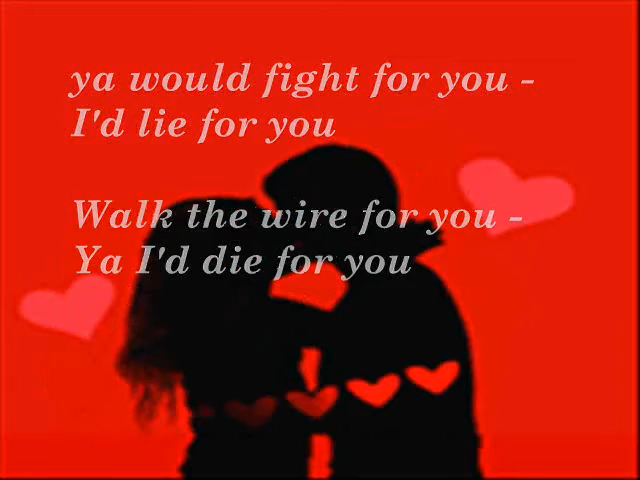 ya would fight for you -
I'd lie for you
Walk the wire for you -
Ya I'd die for you